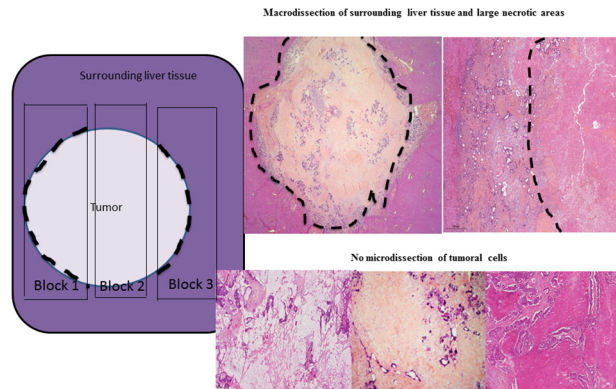 Macrodissection of surrounding liver tissue and large necrotic areas
Surrounding liver tissue
Tumor
Block 1
Block 2
Block 3
No microdissection of tumoral cells